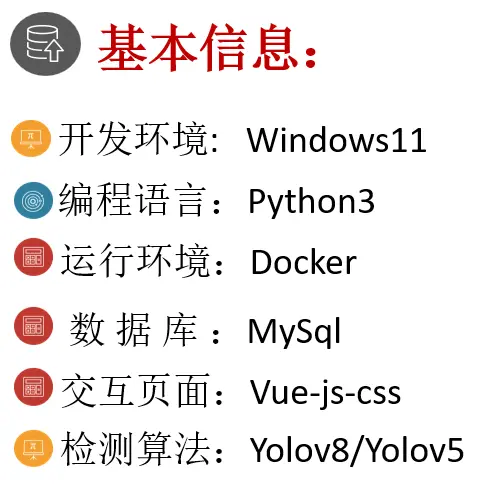 基本信息：
开发环境: Windows11
编程语言：Python3
运行环境：Docker
数据库：MySql
交互页面：Vue-js-css
检测算法：Yolov8/Yolov5